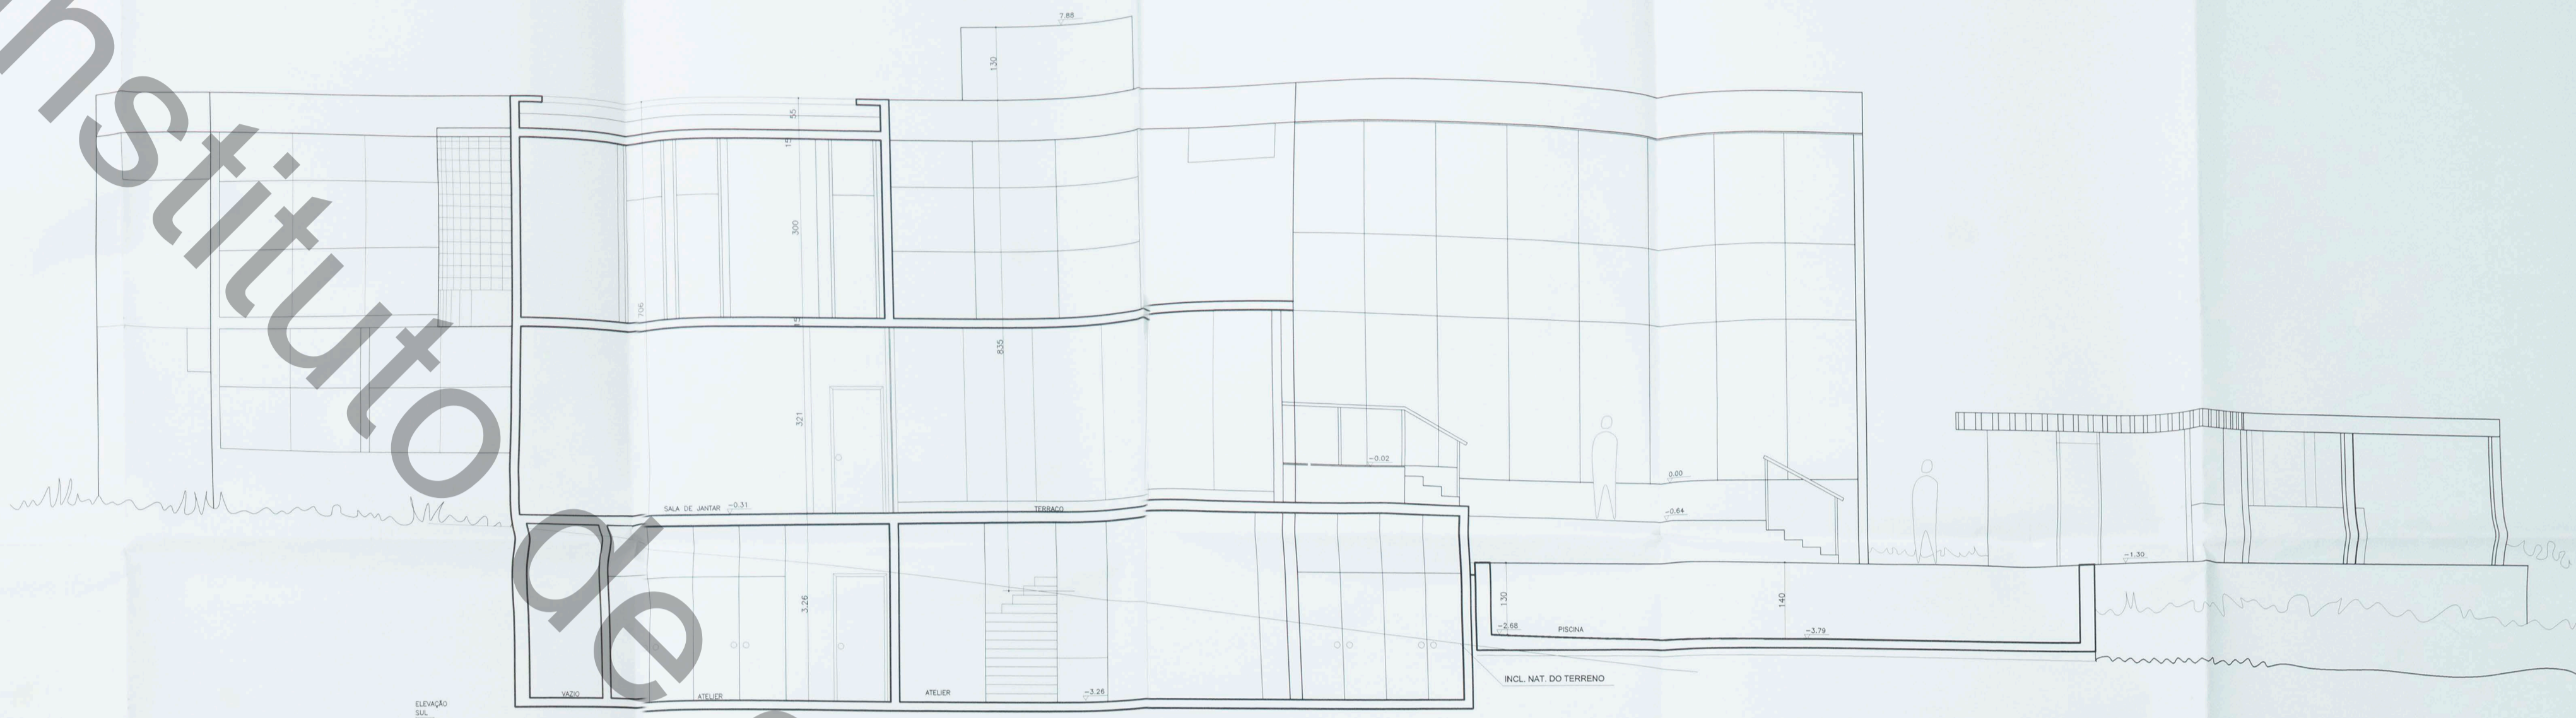 Instituto de
7.88
130
55
15
300
706
15
835
321
-0.02
0.00
SALA DE JANTAR -0.31
TERRAÇO
-0.64
-1.30
3.26
130
140
-2.68
PISCINA
-3.79
INCL. NAT. DO TERRENO
VAZIO
ATELIER
ATELIER
-3.26
ELEVAÇÃO
SUL